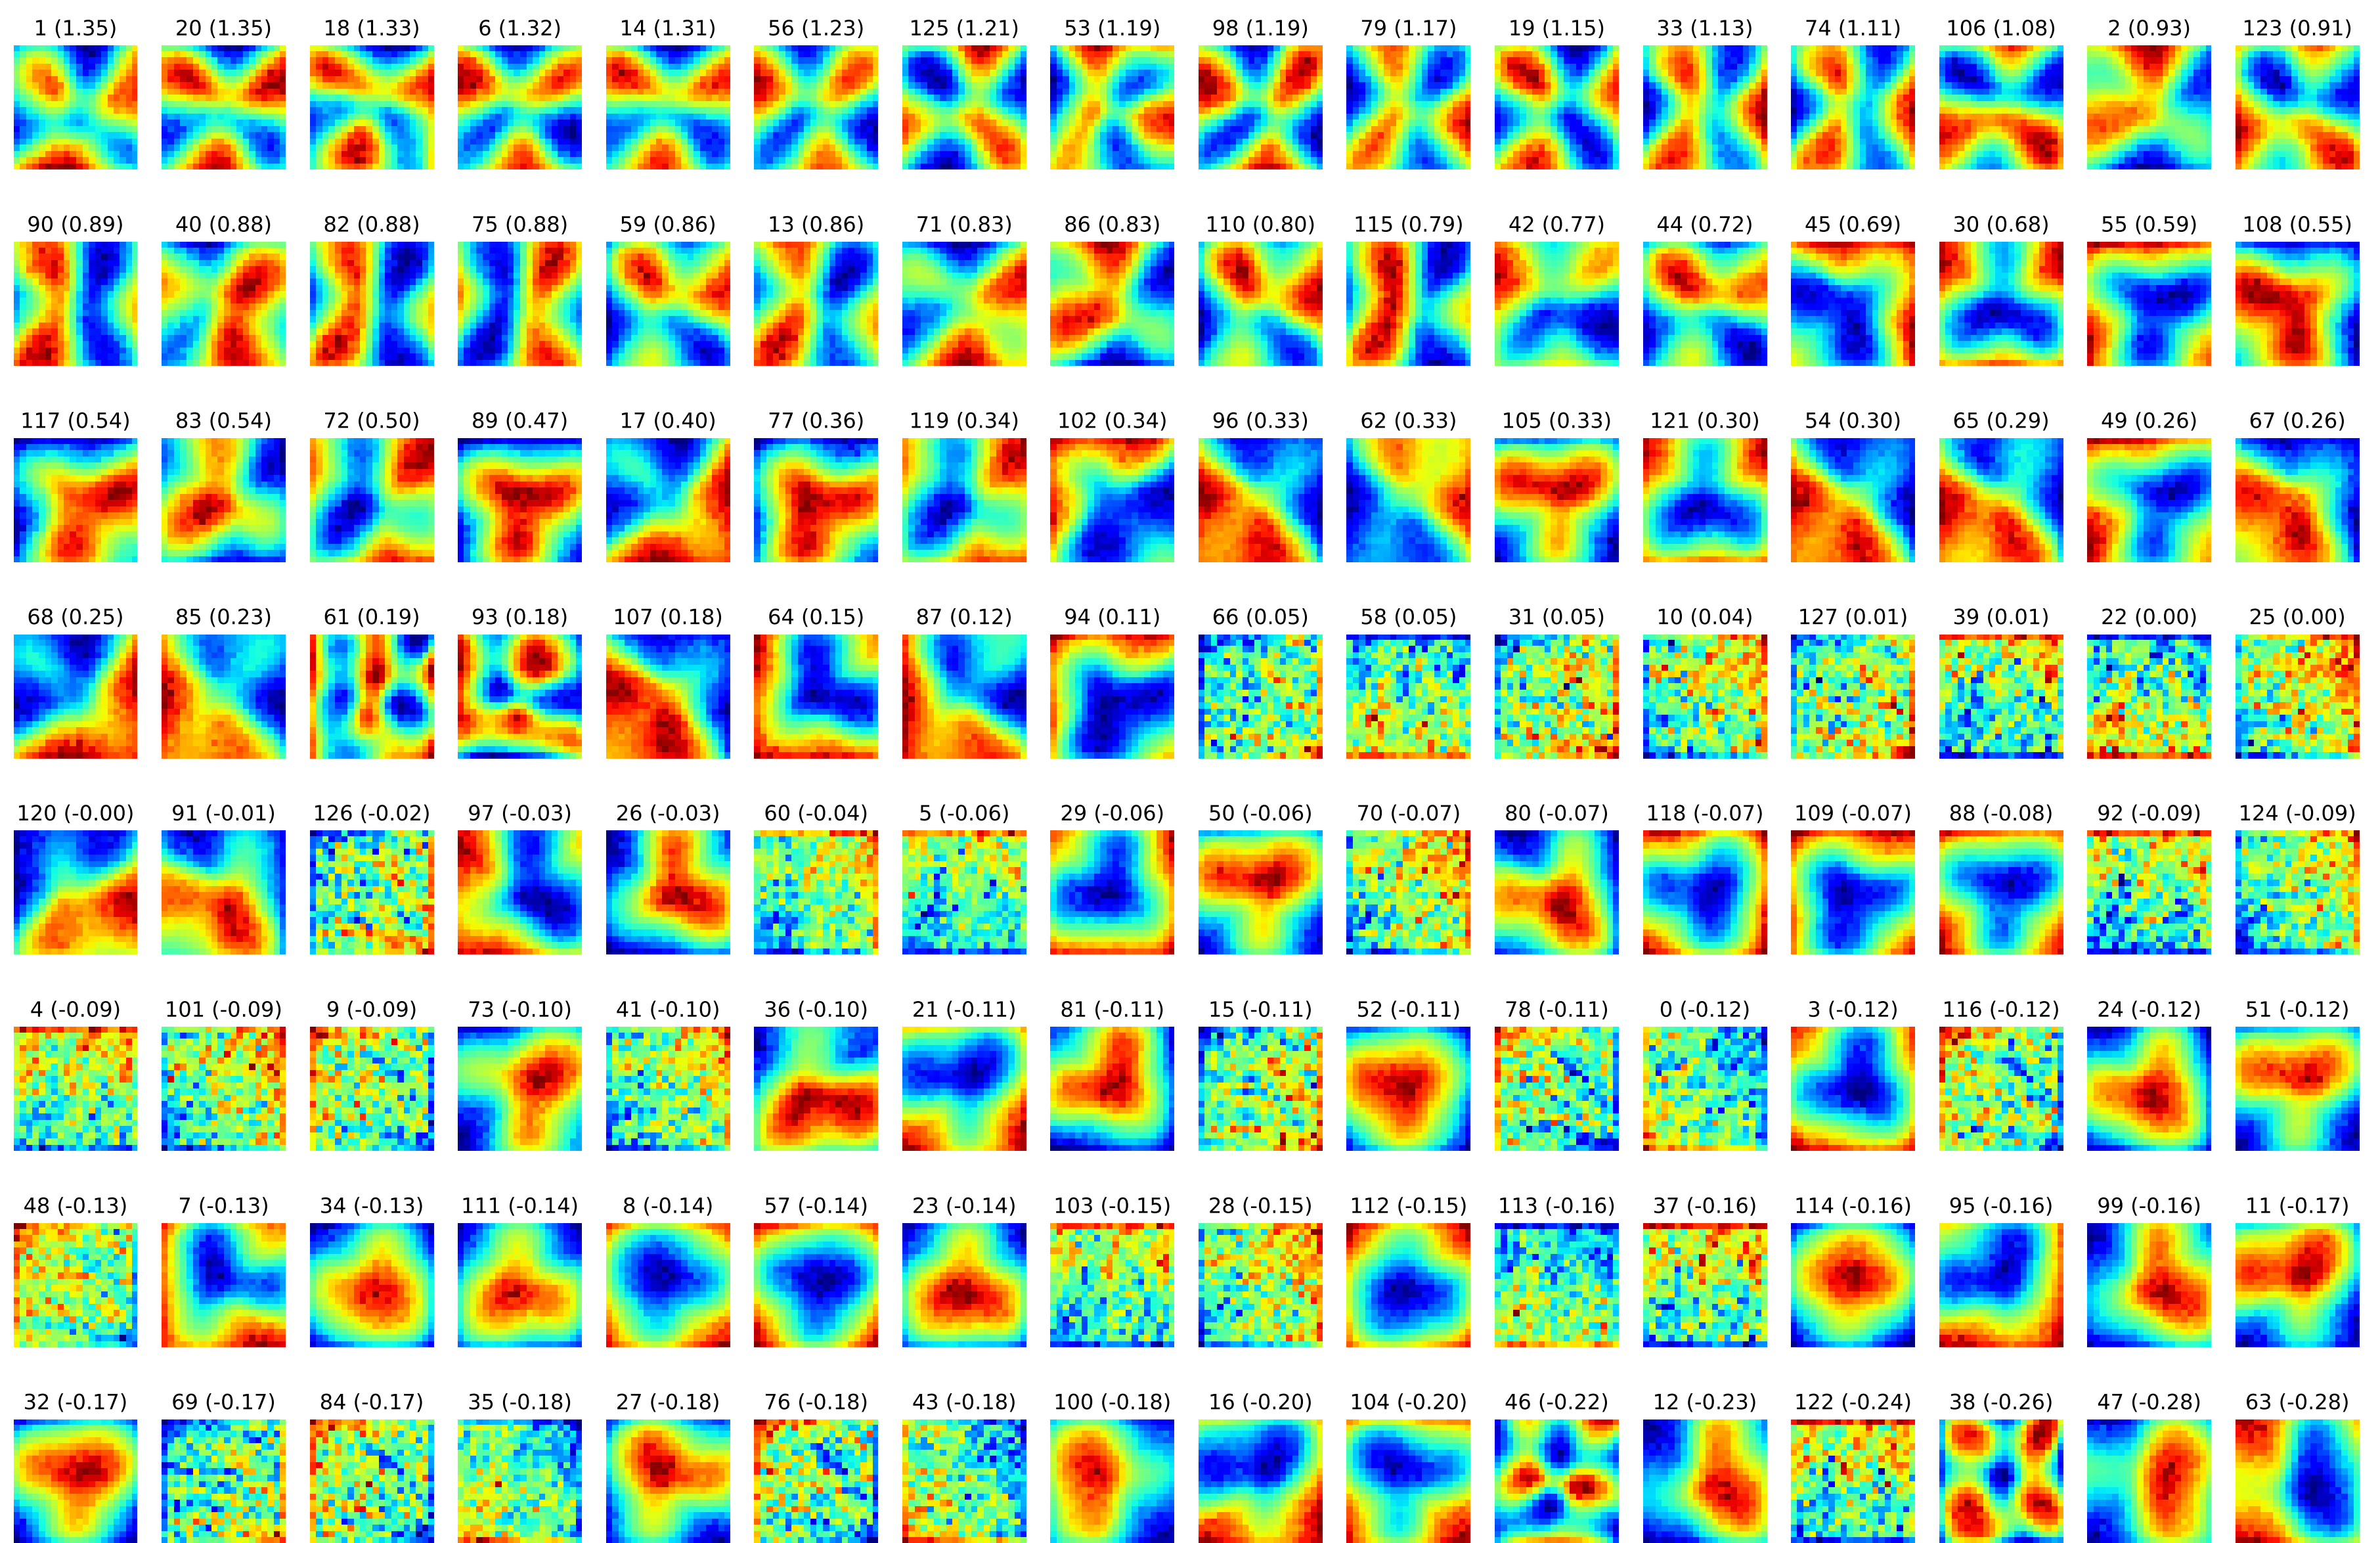 1 (1.35) 20 (1.35) 18 (1.33) 6 (1.32) 14 (1.31) 56 (1.23) 125 (1.21) 53 (1.19) 98 (1.19) 79 (1.17) 19 (1.15) 33 (1.13) 74 (1.11) 106 (1.08) 2 (0.93) 123 (0.91)
90 (0.89) 40 (0.88) 82 (0.88) 75 (0.88) 59 (0.86) 13 (0.86) 71 (0.83) 86 (0.83) 110 (0.80) 115 (0.79) 42 (0.77) 44 (0.72) 45 (0.69) 30 (0.68) 55 (0.59) 108 (0.55)
117 (0.54) 83 (0.54) 72 (0.50) 89 (0.47) 17 (0.40) 77 (0.36) 119 (0.34) 102 (0.34) 96 (0.33) 62 (0.33) 105 (0.33) 121 (0.30) 54 (0.30) 65 (0.29) 49 (0.26) 67 (0.26)
68 (0.25) 85 (0.23) 61 (0.19) 93 (0.18) 107 (0.18) 64 (0.15) 87 (0.12) 94 (0.11) 66 (0.05) 58 (0.05) 31 (0.05) 10 (0.04) 127 (0.01) 39 (0.01) 22 (0.00) 25 (0.00)
120 (-0.00) 91 (-0.01) 126 (-0.02) 97 (-0.03) 26 (-0.03) 60 (-0.04) 5 (-0.06) 29 (-0.06) 50 (-0.06) 70 (-0.07) 80 (-0.07) 118 (-0.07) 109 (-0.07) 88 (-0.08) 92 (-0.09) 124 (-0.09)
4 (-0.09) 101 (-0.09) 9 (-0.09) 73 (-0.10) 41 (-0.10) 36 (-0.10) 21 (-0.11) 81 (-0.11) 15 (-0.11) 52 (-0.11) 78 (-0.11) 0 (-0.12) 3 (-0.12) 116 (-0.12) 24 (-0.12) 51 (-0.12)
48 (-0.13) 7 (-0.13) 34 (-0.13) 111 (-0.14) 8 (-0.14) 57 (-0.14) 23 (-0.14) 103 (-0.15) 28 (-0.15) 112 (-0.15) 113 (-0.16) 37 (-0.16) 114 (-0.16) 95 (-0.16) 99 (-0.16) 11 (-0.17)
32 (-0.17) 69 (-0.17) 84 (-0.17) 35 (-0.18) 27 (-0.18) 76 (-0.18) 43 (-0.18) 100 (-0.18) 16 (-0.20) 104 (-0.20) 46 (-0.22) 12 (-0.23) 122 (-0.24) 38 (-0.26) 47 (-0.28) 63 (-0.28)